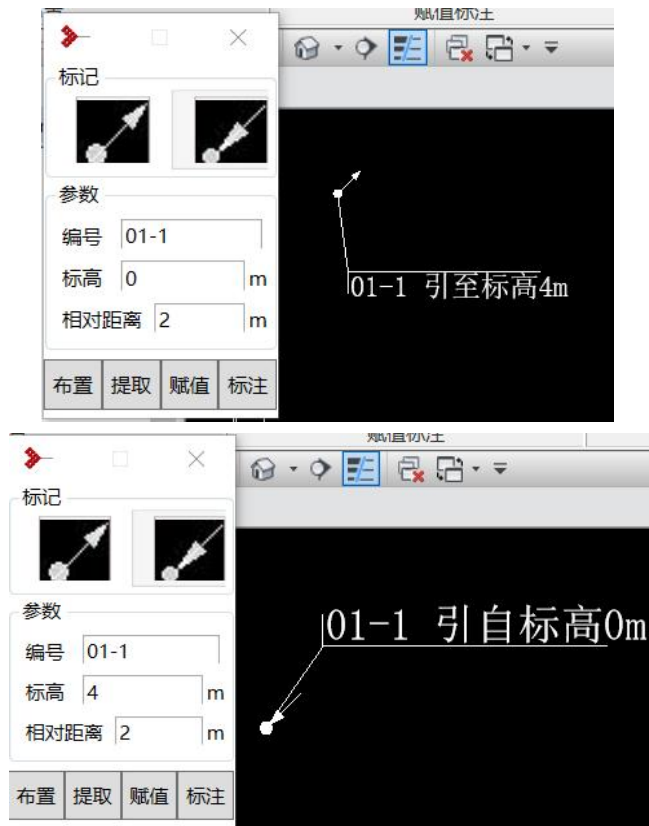 赋值标注
标记
参数
编号 01-1
标高 0 m
相对距离 2 m
布置 提取 赋值 标注
01-1 引至标高4m
赋值标注
标记
参数
编号 01-1
标高 4 m
相对距离 2 m
布置 提取 赋值 标注
01-1 引自标高0m